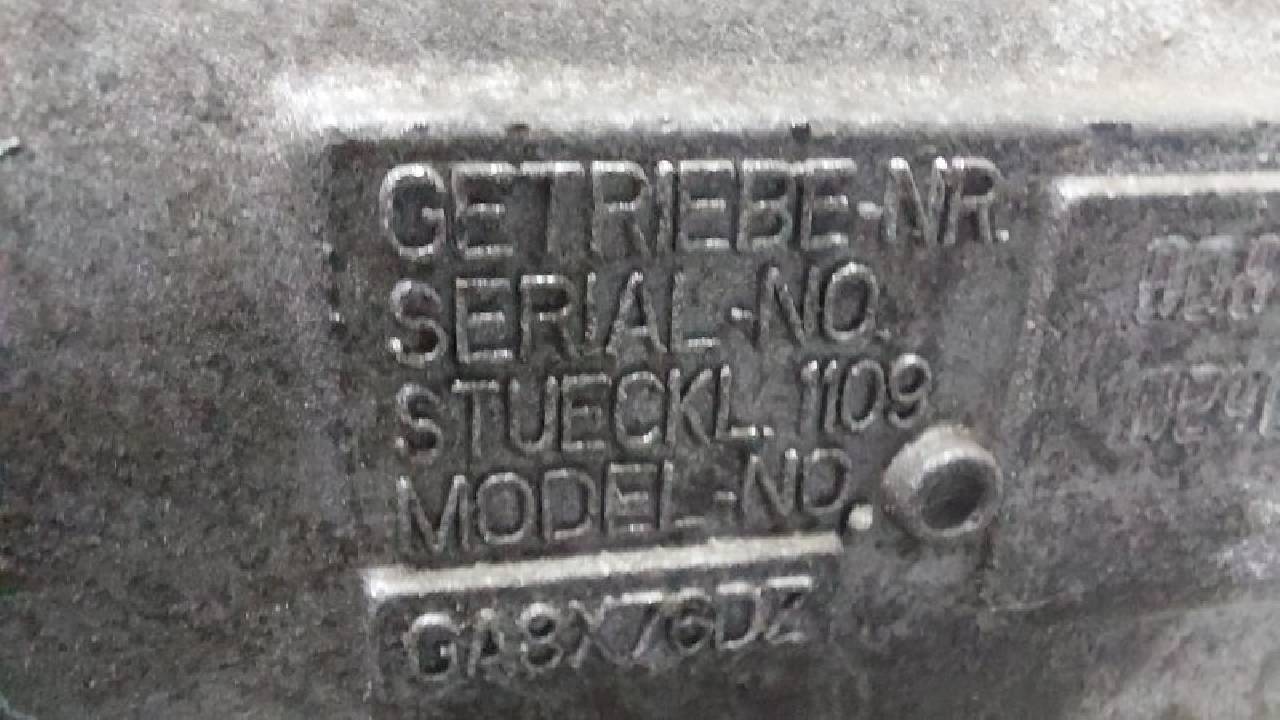 GETRIEBE-NR.
SERIAL-NO.
STUECKL. 1109
MODEL-NO.
GA8X76DZ